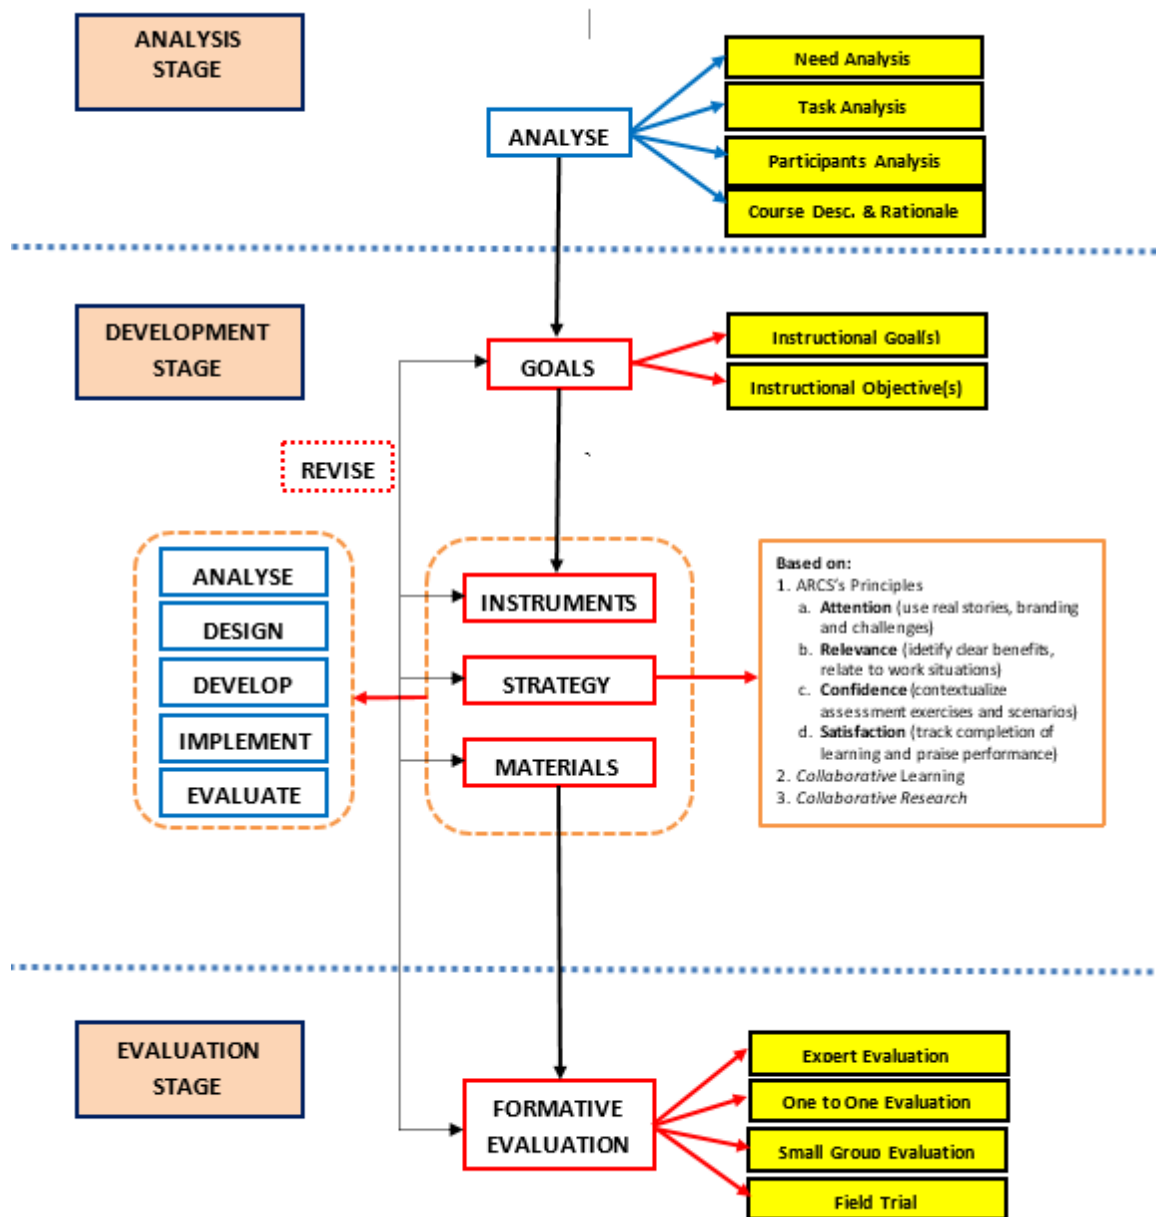 ANALYSIS
STAGE
ANALYSE
Need Analysis
Task Analysis
Participants Analysis
Course Desc. & Rationale
DEVELOPMENT
STAGE
GOALS
Instructional Goal(s)
Instructional Objective(s)
REVISE
ANALYSE
DESIGN
DEVELOP
IMPLEMENT
EVALUATE
INSTRUMENTS
STRATEGY
MATERIALS
Based on:
1. ARCS's Principles
a. Attention (use real stories, branding
and challenges)
b. Relevance (idetify clear benefits,
relate to work situations)
c. Confidence (contextualize
assessment exercises and scenarios)
d. Satisfaction (track completion of
learning and praise performance)
2. Collaborative Learning
3. Collaborative Research
EVALUATION
STAGE
FORMATIVE
EVALUATION
Expert Evaluation
One to One Evaluation
Small Group Evaluation
Field Trial